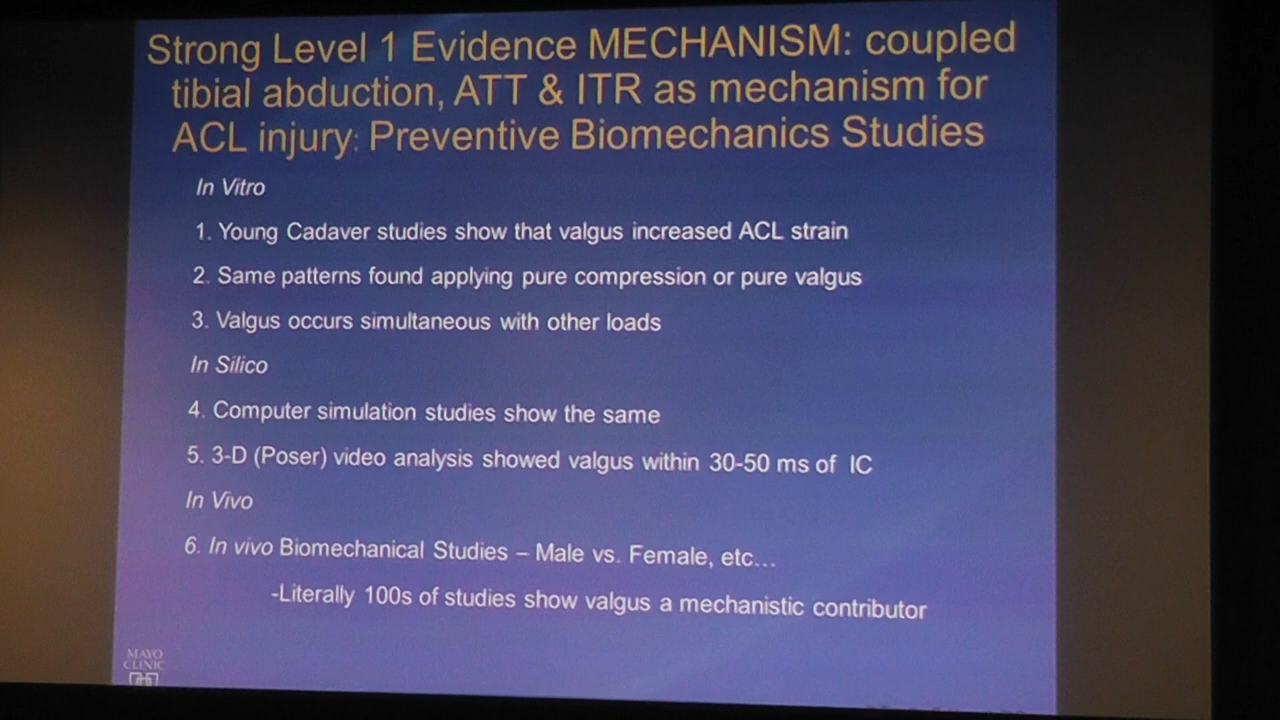 Strong Level 1 Evidence MECHANISM: coupled
tibial abduction, ATT & ITR as mechanism for
ACL injury: Preventive Biomechanics Studies
In Vitro
1. Young Cadaver studies show that valgus increased ACL strain
2. Same patterns found applying pure compression or pure valgus
3. Valgus occurs simultaneous with other loads
In Silico
4. Computer simulation studies show the same
5. 3-D (Poser) video analysis showed valgus within 30-50 ms of IC
In Vivo
6. In vivo Biomechanical Studies – Male vs. Female, etc...
-Literally 100s of studies show valgus a mechanistic contributor
MAYO
CLINIC